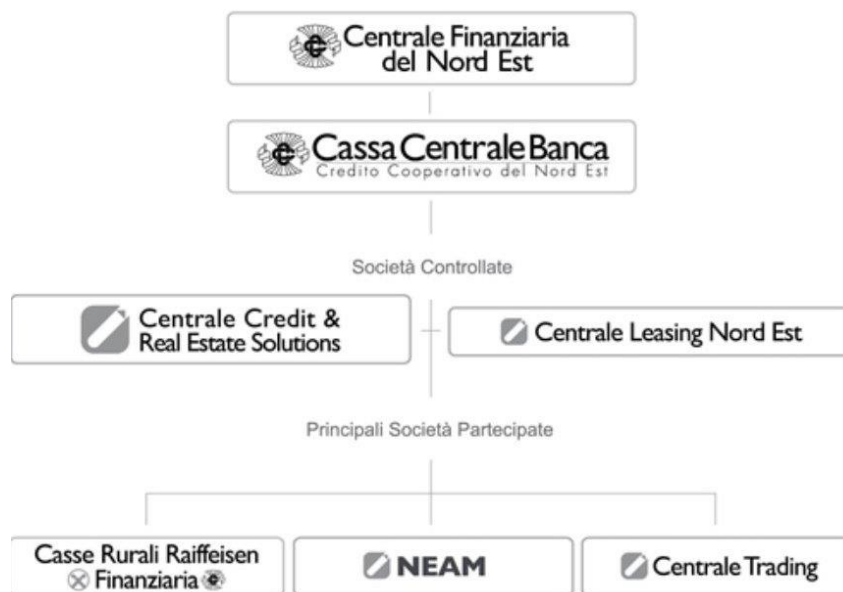 Centrale Finanziaria
del Nord Est
Cassa Centrale Banca
Credito Cooperativo del Nord Est
Società Controllate
Centrale Credit &
Real Estate Solutions
Centrale Leasing Nord Est
Principali Società Partecipate
Casse Rurali Raiffeisen
Finanziaria
NEAM
Centrale Trading